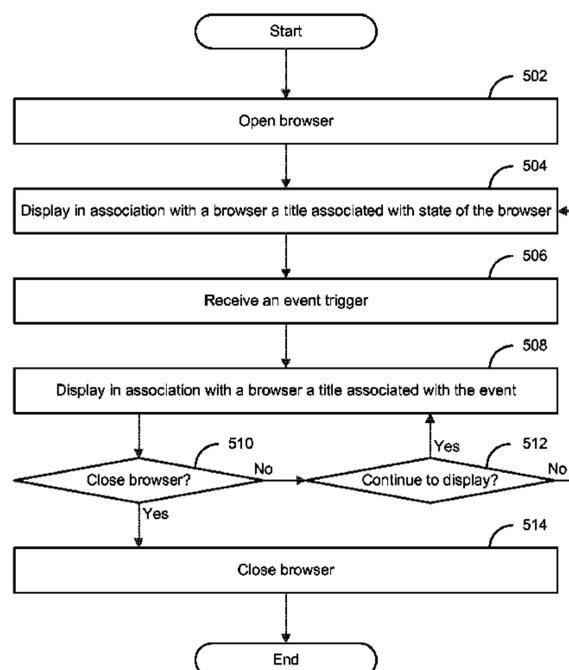 Start
502
Open browser
504
Display in association with a browser a title associated with state of the browser
506
Receive an event trigger
508
Display in association with a browser a title associated with the event
510
512
Yes
Close browser?
No
Continue to display?
No
Yes
514
Close browser
End